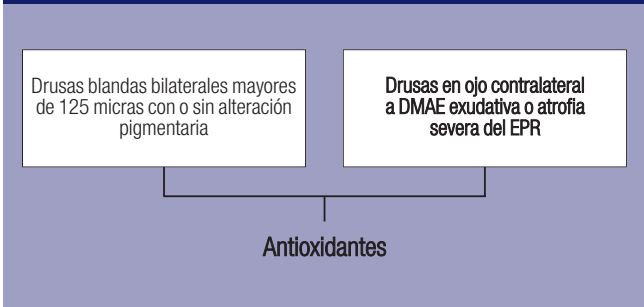 Drusas blandas bilaterales mayores
de 125 micras con o sin alteración
pigmentaria
Drusas en ojo contralateral
a DMAE exudativa o atrofia
severa del EPR
Antioxidantes